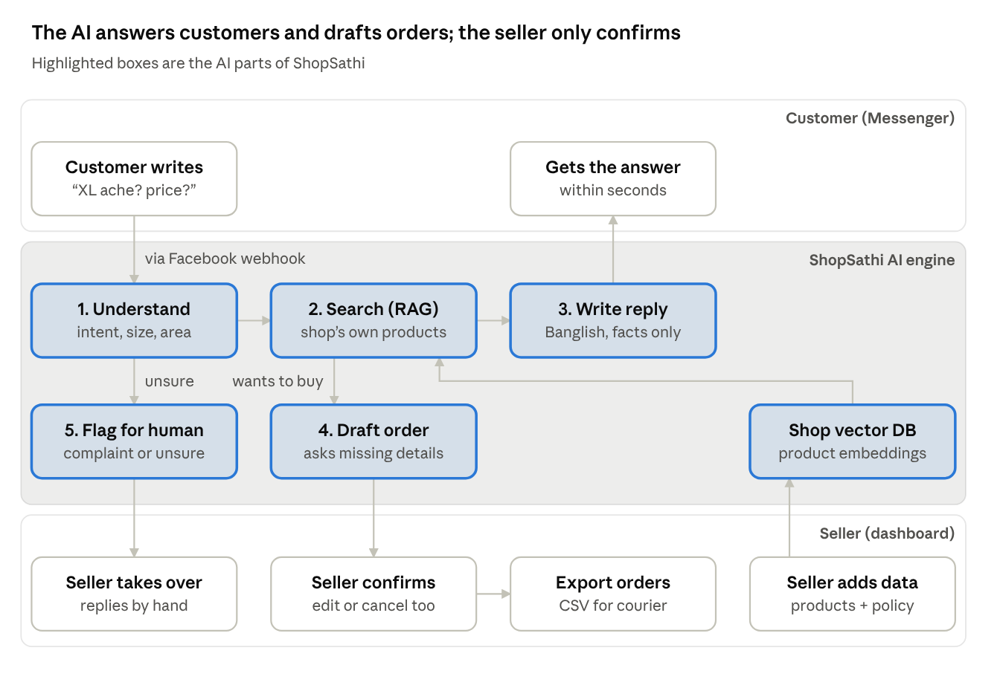 The AI answers customers and drafts orders; the seller only confirms
Highlighted boxes are the AI parts of ShopSathi
Customer (Messenger)
Customer writes
“XL ache? price?”
Gets the answer
within seconds
via Facebook webhook
ShopSathi AI engine
1. Understand
intent, size, area
2. Search (RAG)
shop’s own products
3. Write reply
Banglish, facts only
unsure
wants to buy
5. Flag for human
complaint or unsure
4. Draft order
asks missing details
Shop vector DB
product embeddings
Seller (dashboard)
Seller takes over
replies by hand
Seller confirms
edit or cancel too
Export orders
CSV for courier
Seller adds data
products + policy